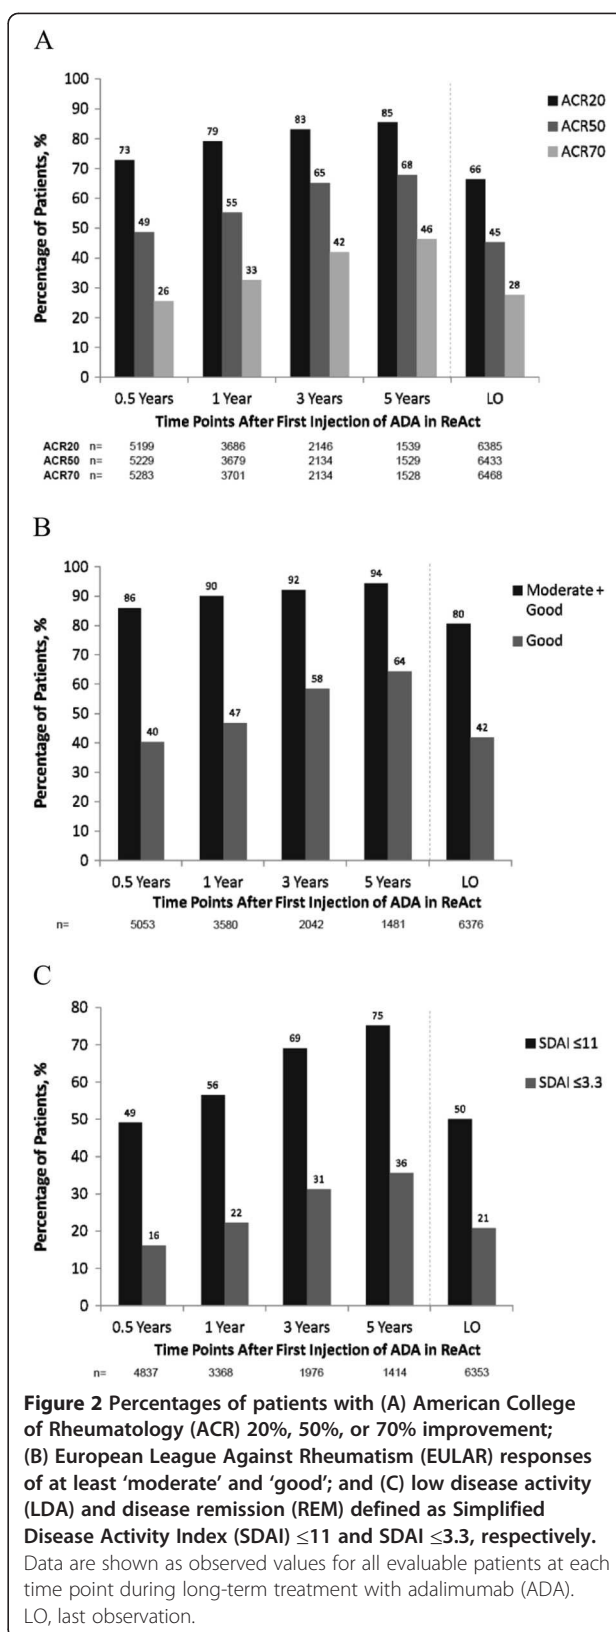 A
Percentage of Patients, %
100
90
80
70
60
50
40
30
20
10
0
73
49
26
79
55
33
83
65
42
85
68
46
66
45
28
ACR20
ACR50
ACR70
0.5 Years 1 Year 3 Years 5 Years LO
Time Points After First Injection of ADA in ReAct
ACR20 n= 5199 3686 2146 1539 6385
ACR50 n= 5229 3679 2134 1529 6433
ACR70 n= 5283 3701 2134 1528 6468
B
Percentage of Patients, %
100
90
80
70
60
50
40
30
20
10
0
86
40
90
47
92
58
94
64
80
42
Moderate +
Good
Good
0.5 Years 1 Year 3 Years 5 Years LO
Time Points After First Injection of ADA in ReAct
n= 5053 3580 2042 1481 6376
C
Percentage of Patients, %
80
70
60
50
40
30
20
10
0
49
16
56
22
69
31
75
36
50
21
SDAI ≤11
SDAI ≤3.3
0.5 Years 1 Year 3 Years 5 Years LO
Time Points After First Injection of ADA in ReAct
n= 4837 3368 1976 1414 6353
Figure 2 Percentages of patients with (A) American College
of Rheumatology (ACR) 20%, 50%, or 70% improvement;
(B) European League Against Rheumatism (EULAR) responses
of at least ‘moderate’ and ‘good’; and (C) low disease activity
(LDA) and disease remission (REM) defined as Simplified
Disease Activity Index (SDAI) ≤11 and SDAI ≤3.3, respectively.
Data are shown as observed values for all evaluable patients at each
time point during long-term treatment with adalimumab (ADA).
LO, last observation.